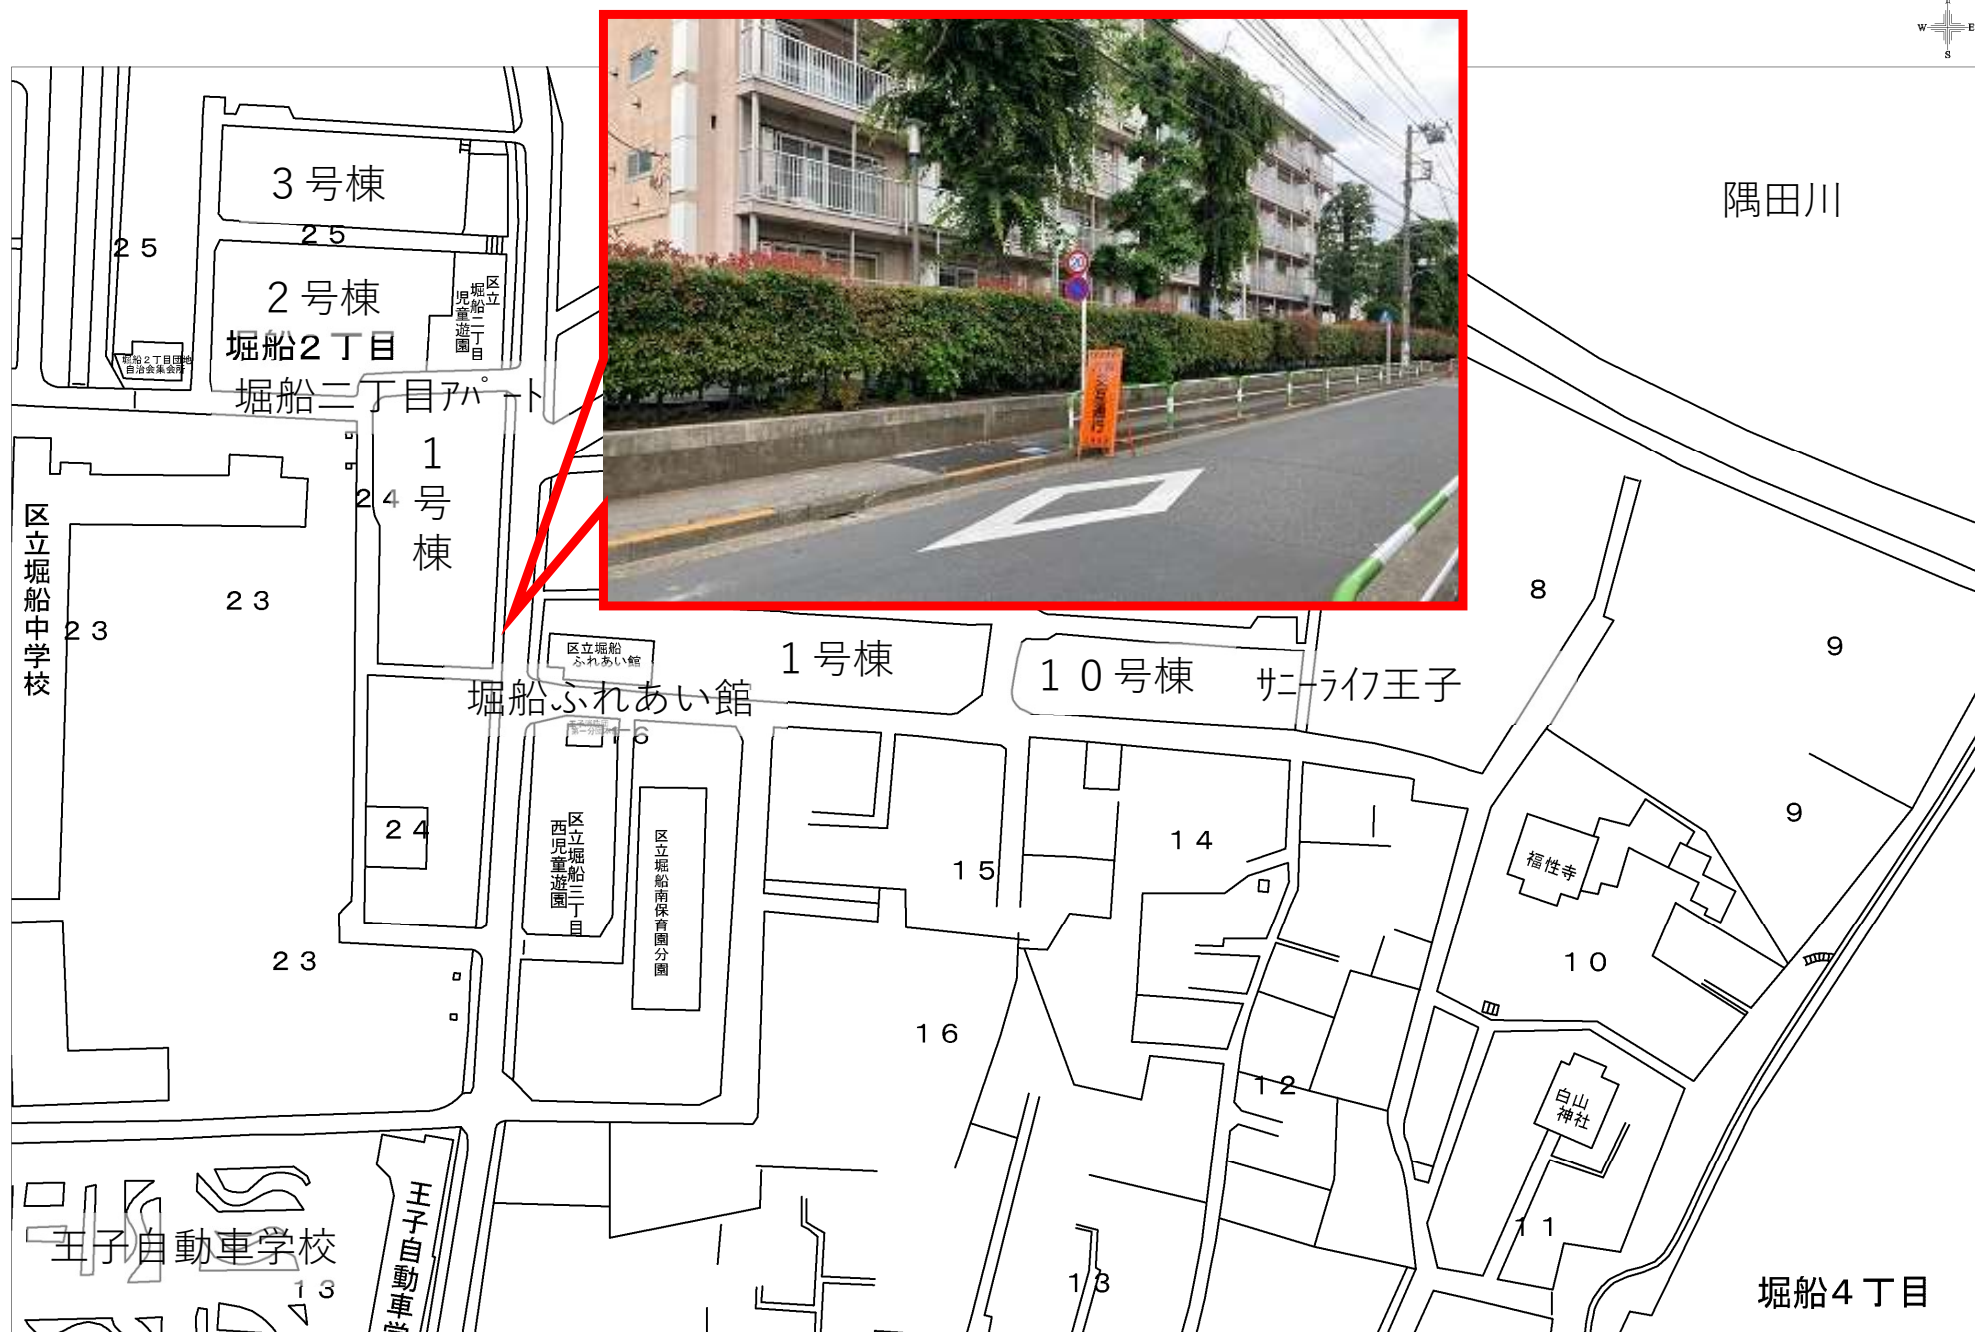 W E
S
隅田川
3号棟
25
25
2号棟
区立
堀船二丁目
児童遊園
堀船2丁目
堀船2丁目団地
自治会集会所
堀船二丁目アパート
20
1号棟
24
区立堀船中学校
23
23
8
9
区立堀船
ふれあい館
1号棟
10号棟
サニーライフ王子
堀船ふれあい館
16
9
24
区立堀船三丁目
西児童遊園
区立堀船南保育園分園
15
14
福性寺
23
10
16
12
白山
神社
11
王子自動車学校
王子自動車学
13
13
堀船4丁目